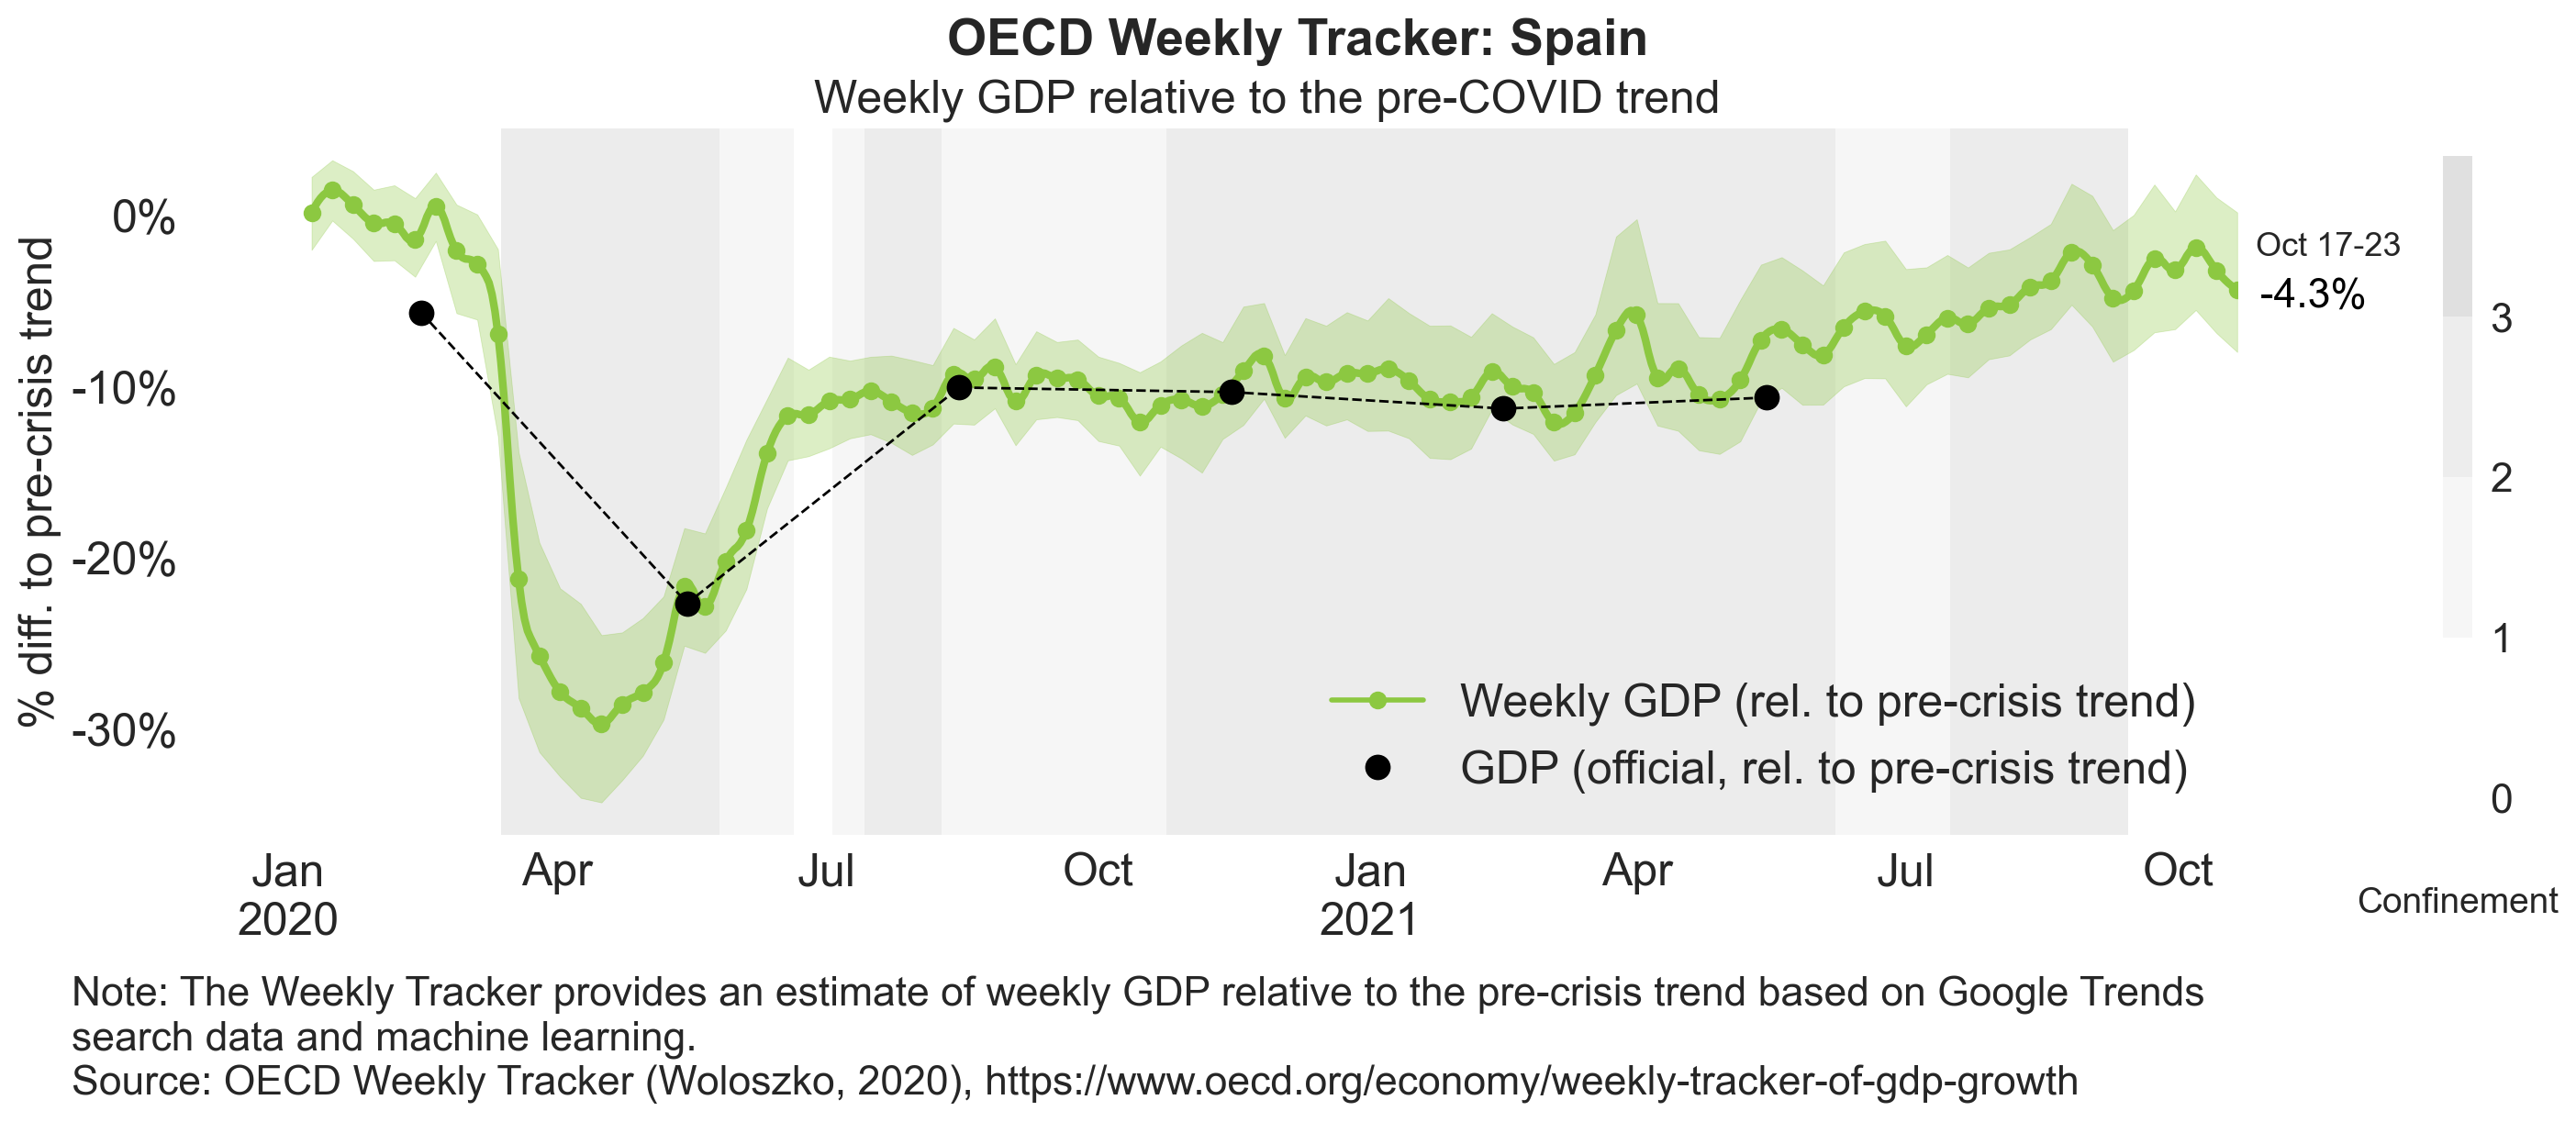 OECD Weekly Tracker: Spain
Weekly GDP relative to the pre-COVID trend
% diff. to pre-crisis trend
0%
-10%
-20%
-30%
Oct 17-23
-4.3%
3
2
1
0
Confinement
Weekly GDP (rel. to pre-crisis trend)
GDP (official, rel. to pre-crisis trend)
Jan Apr Jul Oct Jan Apr Jul Oct
2020 2021
Note: The Weekly Tracker provides an estimate of weekly GDP relative to the pre-crisis trend based on Google Trends
search data and machine learning.
Source: OECD Weekly Tracker (Woloszko, 2020), https://www.oecd.org/economy/weekly-tracker-of-gdp-growth